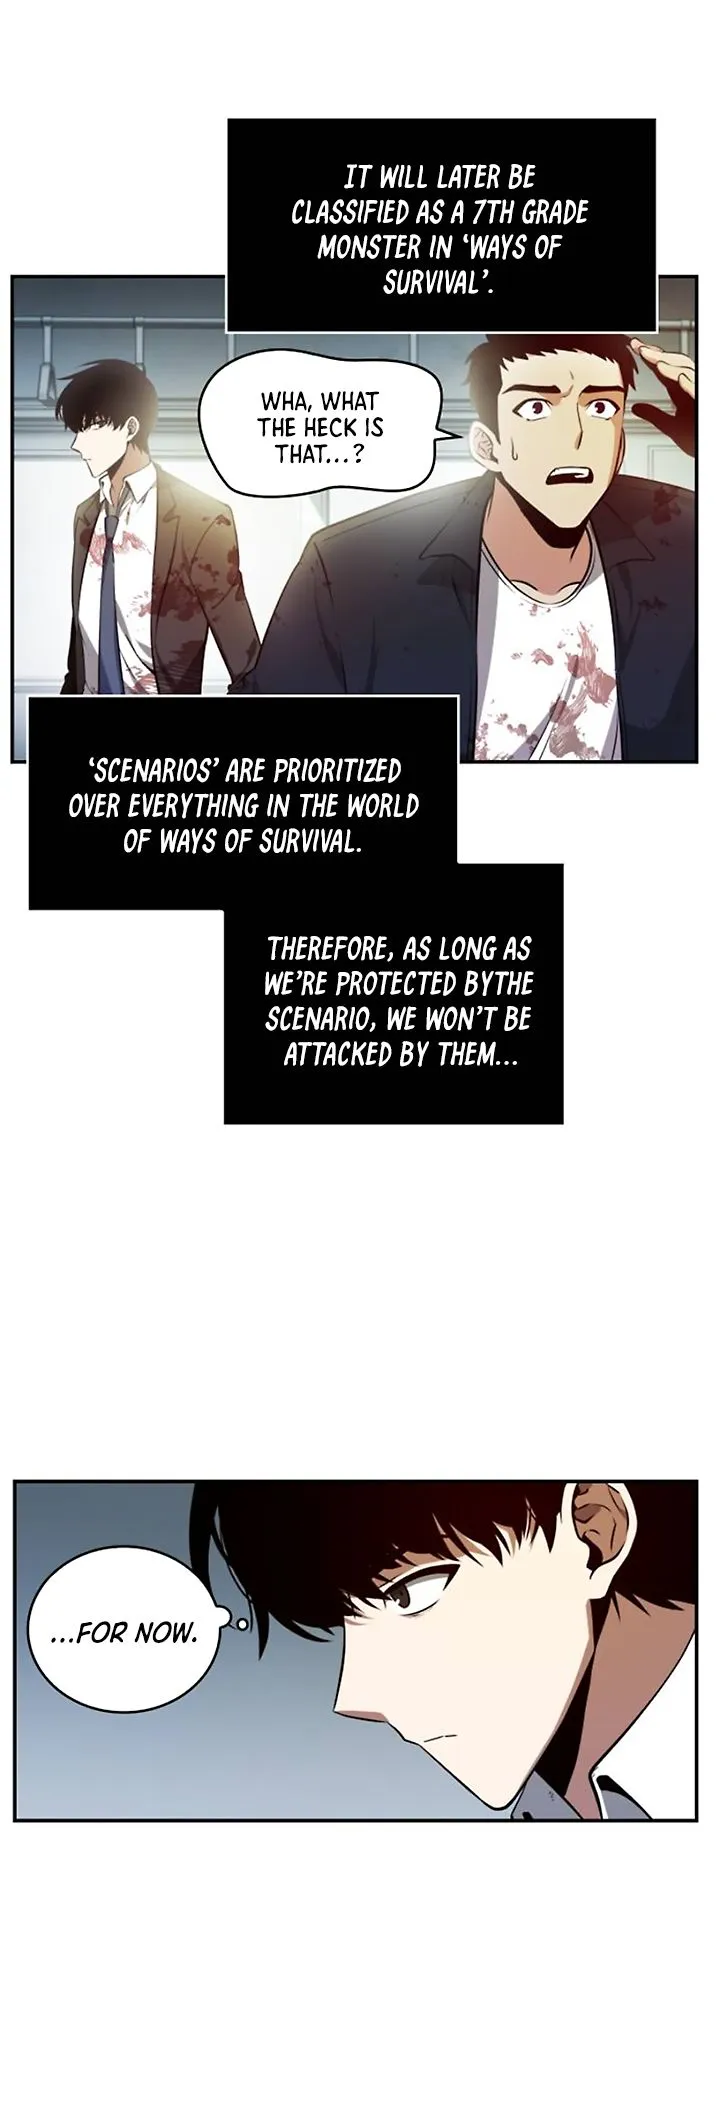 IT WILL LATER BE
CLASSIFIED AS A 7TH GRADE
MONSTER IN 'WAYS OF
SURVIVAL'.
WHA, WHAT
THE HECK IS
THAT...?
'SCENARIOS' ARE PRIORITIZED
OVER EVERYTHING IN THE WORLD
OF WAYS OF SURVIVAL.
THEREFORE, AS LONG AS
WE'RE PROTECTED BYTHE
SCENARIO, WE WON'T BE
ATTACKED BY THEM...
...FOR NOW.